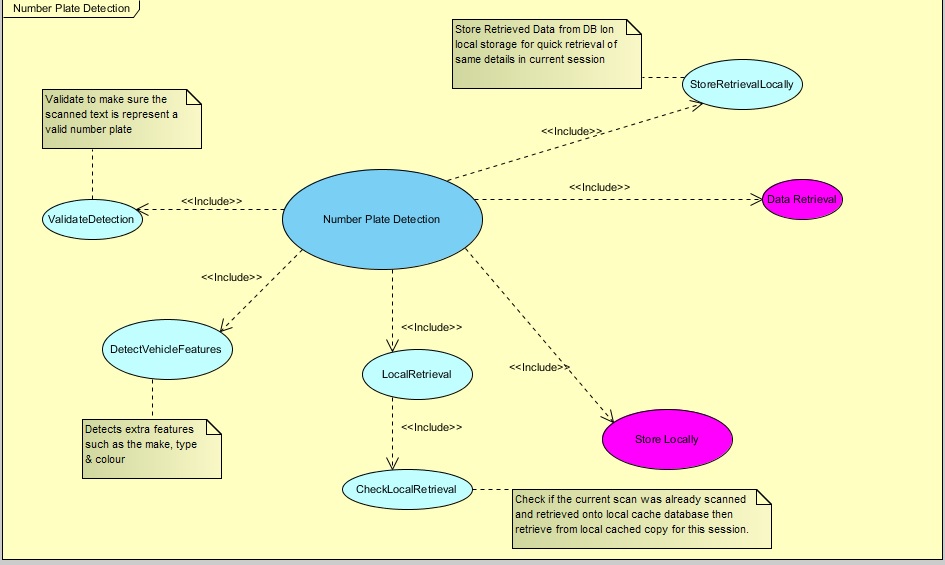 Number Plate Detection
Store Retrieved Data from DB Ion
local storage for quick retrieval of
same details in current session
StoreRetrievalLocally
Validate to make sure the
scanned text is represent a
valid number plate
<<Include>>
<<Include>>
Data Retrieval
<<Include>>
ValidateDetection
Number Plate Detection
<<Include>>
<<Include>>
DetectVehicleFeatures
LocalRetrieval
<<Include>>
Detects extra features
such as the make, type
& colour
<<Include>>
Store Locally
CheckLocalRetrieval
Check if the current scan was already scanned
and retrieved onto local cache database then
retrieve from local cached copy for this session.